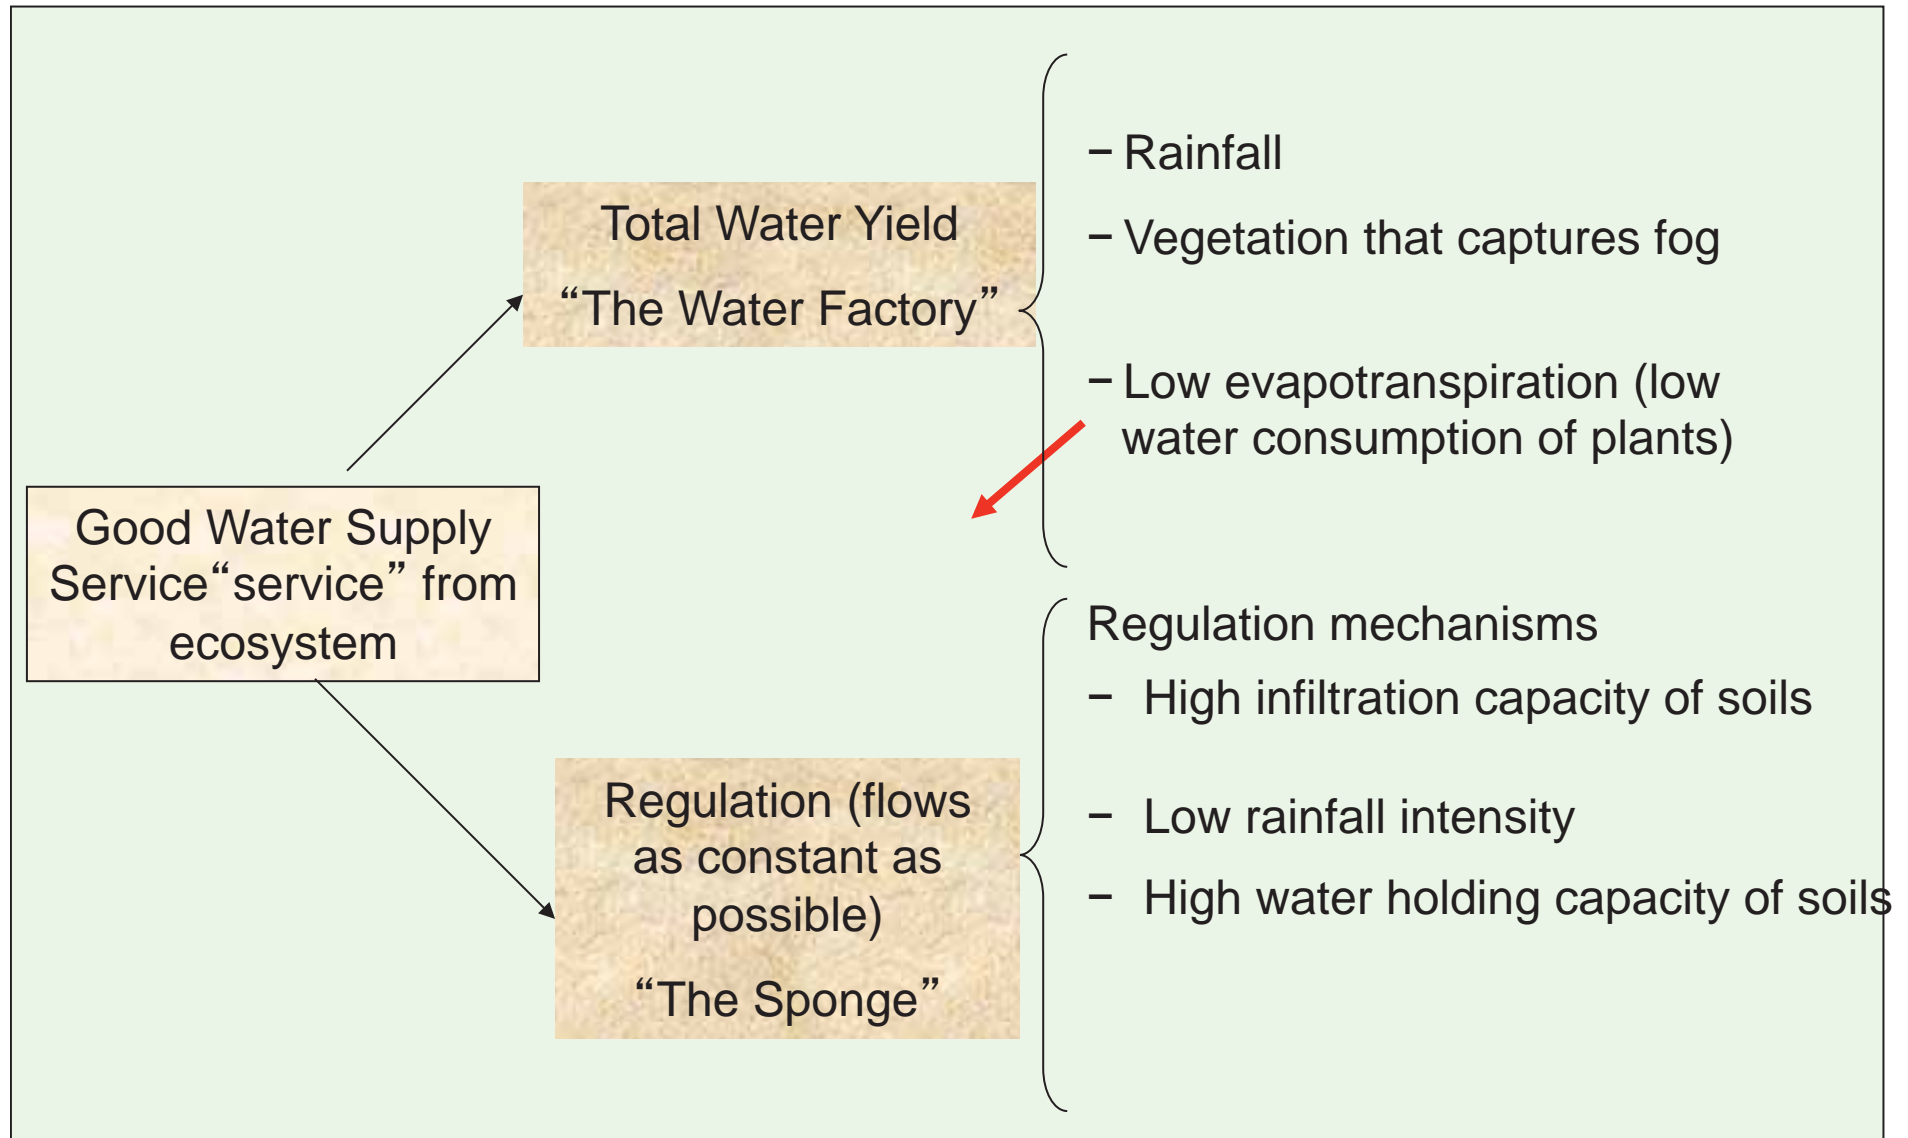 Total Water Yield
“The Water Factory”
− Rainfall
− Vegetation that captures fog
− Low evapotranspiration (low
water consumption of plants)
Good Water Supply
Service“service” from
ecosystem
Regulation (flows
as constant as
possible)
“The Sponge”
Regulation mechanisms
− High infiltration capacity of soils
− Low rainfall intensity
− High water holding capacity of soils